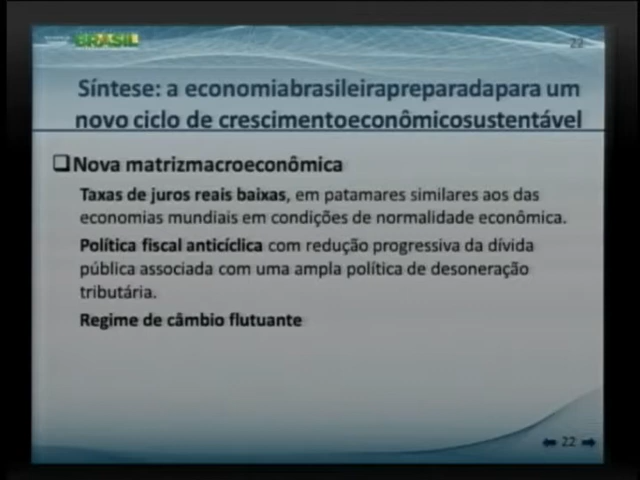 BRASIL
22
Síntese: a economiabrasileirapreparadapara um
novo ciclo de crescimentoeconômicosustentável
Nova matrizmacroeconômica
Taxas de juros reais baixas, em patamares similares aos das
economias mundiais em condições de normalidade econômica.
Política fiscal anticíclica com redução progressiva da dívida
pública associada com uma ampla política de desoneração
tributária.
Regime de câmbio flutuante
22